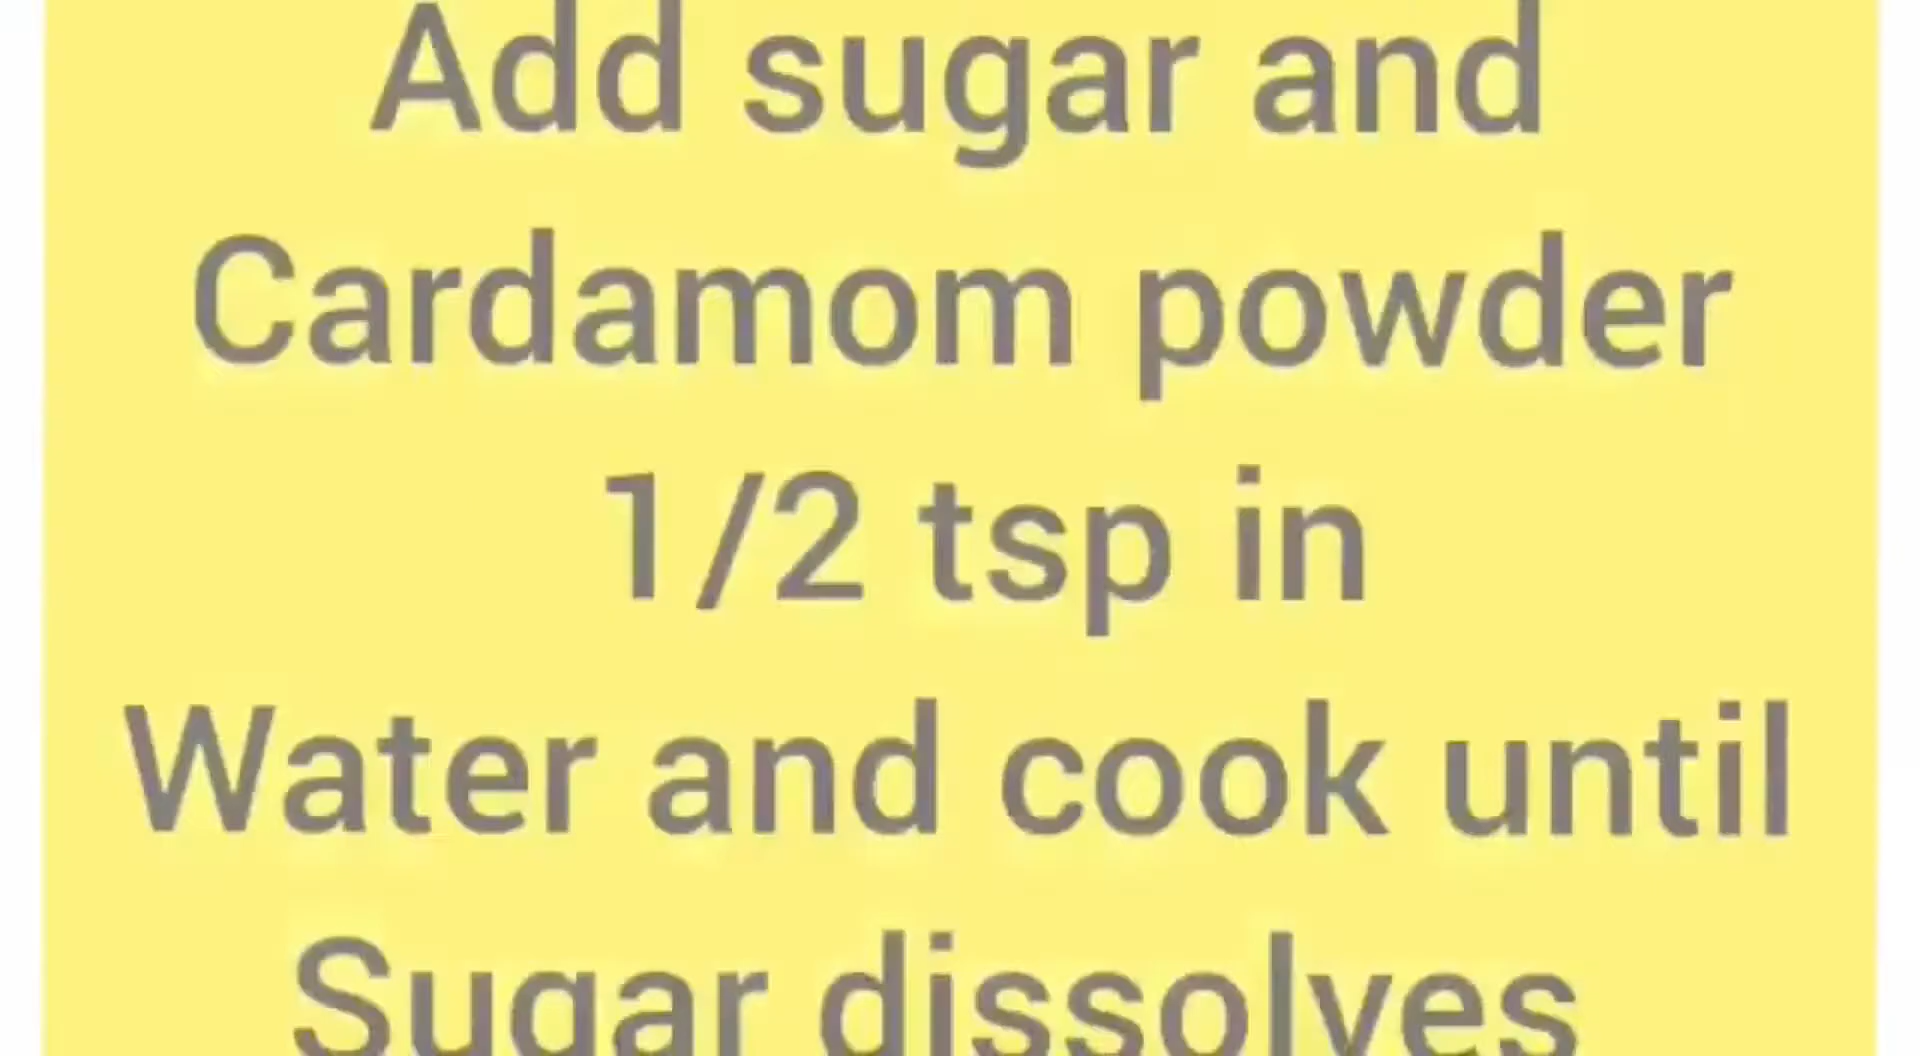 Add sugar and
Cardamom powder
1/2 tsp in
Water and cook until
Sugar dissolves